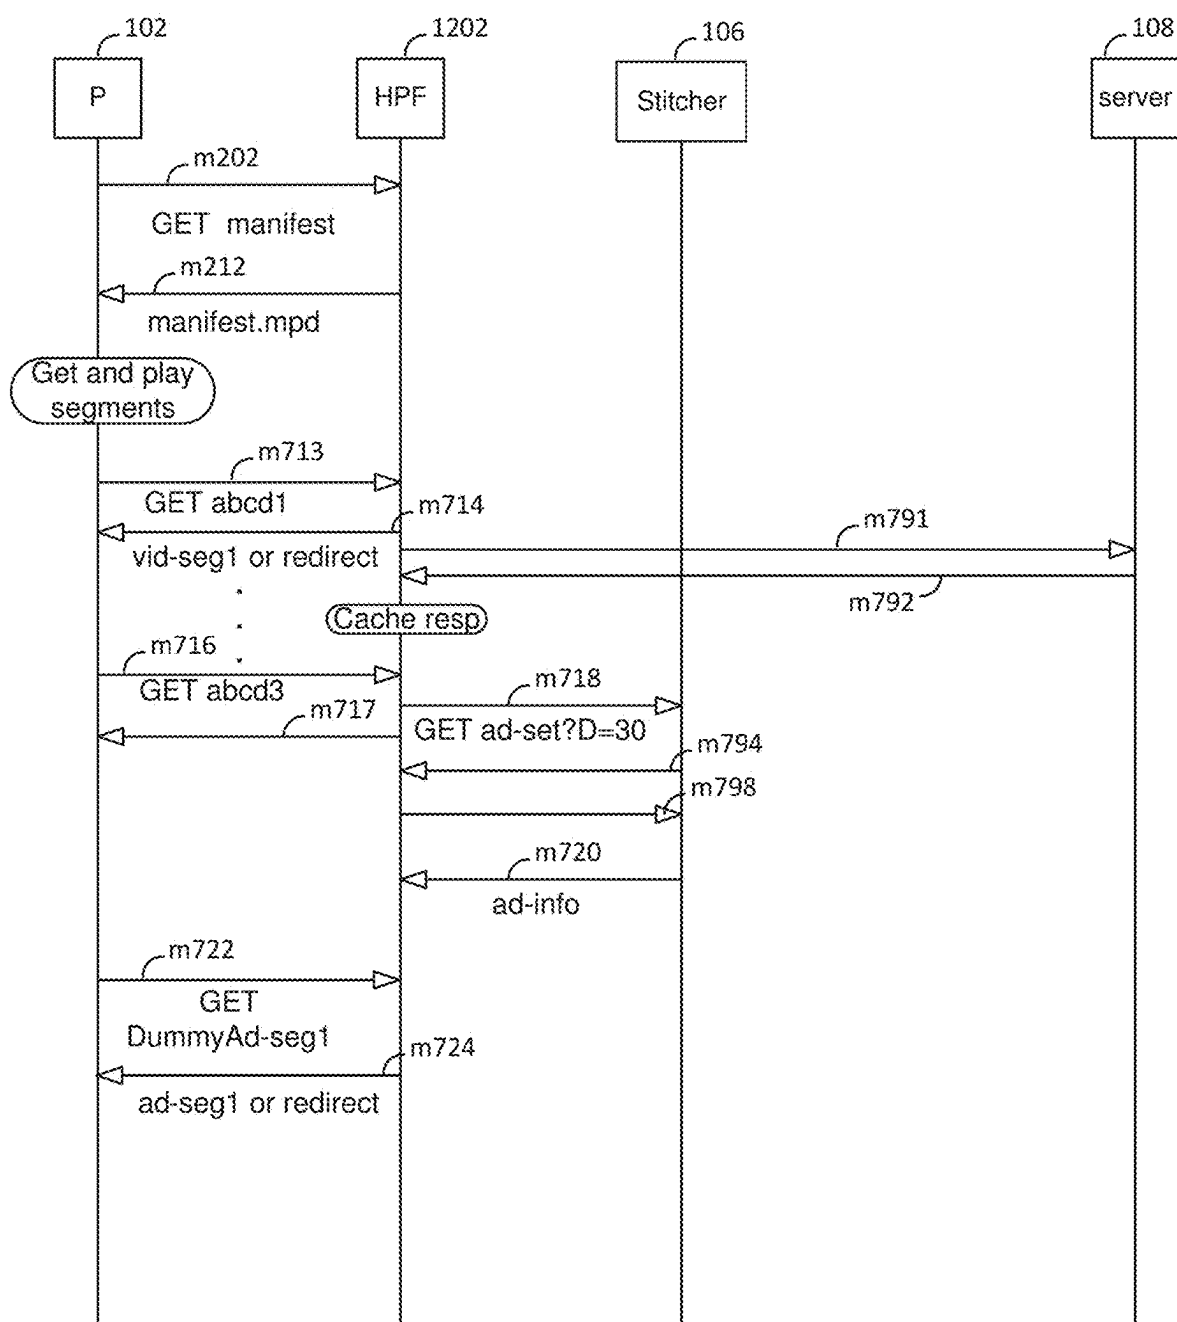 102
1202
106
108
P
HPF
Stitcher
server
m202
GET manifest
m212
manifest.mpd
Get and play
segments
m713
GET abcd1
m714
vid-seg1 or redirect
m791
m792
Cache resp
m716
GET abcd3
m718
m717
GET ad-set?D=30
m794
m798
m720
ad-info
m722
GET
DummyAd-seg1
m724
ad-seg1 or redirect